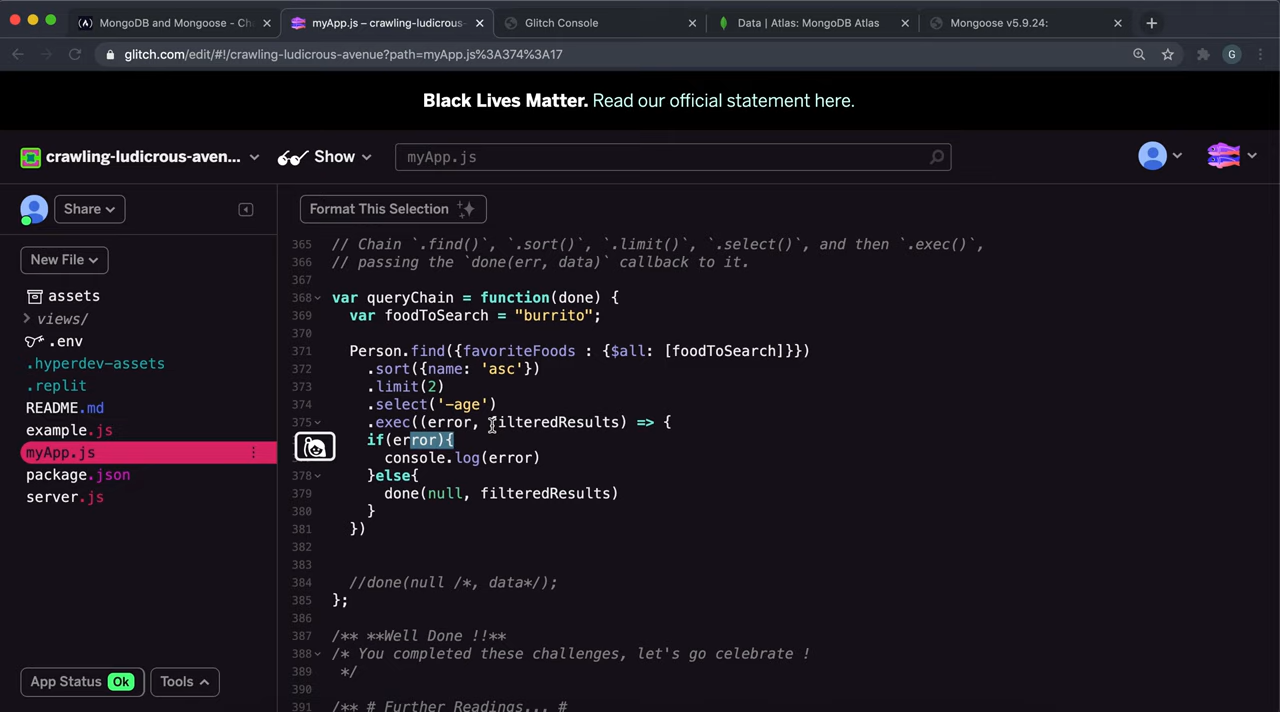 MongoDB and Mongoose - Ch
myApp.js – crawling-ludicrous-
Glitch Console
Data | Atlas: MongoDB Atlas
Mongoose v5.9.24:
glitch.com/edit/#!/crawling-ludicrous-avenue?path=myApp.js%3A374%3A17
G
Black Lives Matter. Read our official statement here.
crawling-ludicrous-aven...
Show
myApp.js
Share
Format This Selection
New File
assets
views/
.env
.hyperdev-assets
.replit
README.md
example.js
myApp.js
package.json
server.js
App Status Ok
Tools
365 // Chain `.find()`, `.sort()`, `.limit()`, `.select()`, and then `.exec()`,
366 // passing the `done(err, data)` callback to it.
367
368 var queryChain = function(done) {
369 var foodToSearch = "burrito";
370
371 Person.find({favoriteFoods : {$all: [foodToSearch]}})
372 .sort({name: 'asc'})
373 .limit(2)
374 .select('-age')
375 .exec((error, filteredResults) => {
if(error){
console.log(error)
378 }else{
379 done(null, filteredResults)
380 }
381 })
382
383
384 //done(null /*, data*/);
385 };
386
387 /** **Well Done !!**
388 /* You completed these challenges, let's go celebrate !
389 */
390
391 /** # Further Readings... #